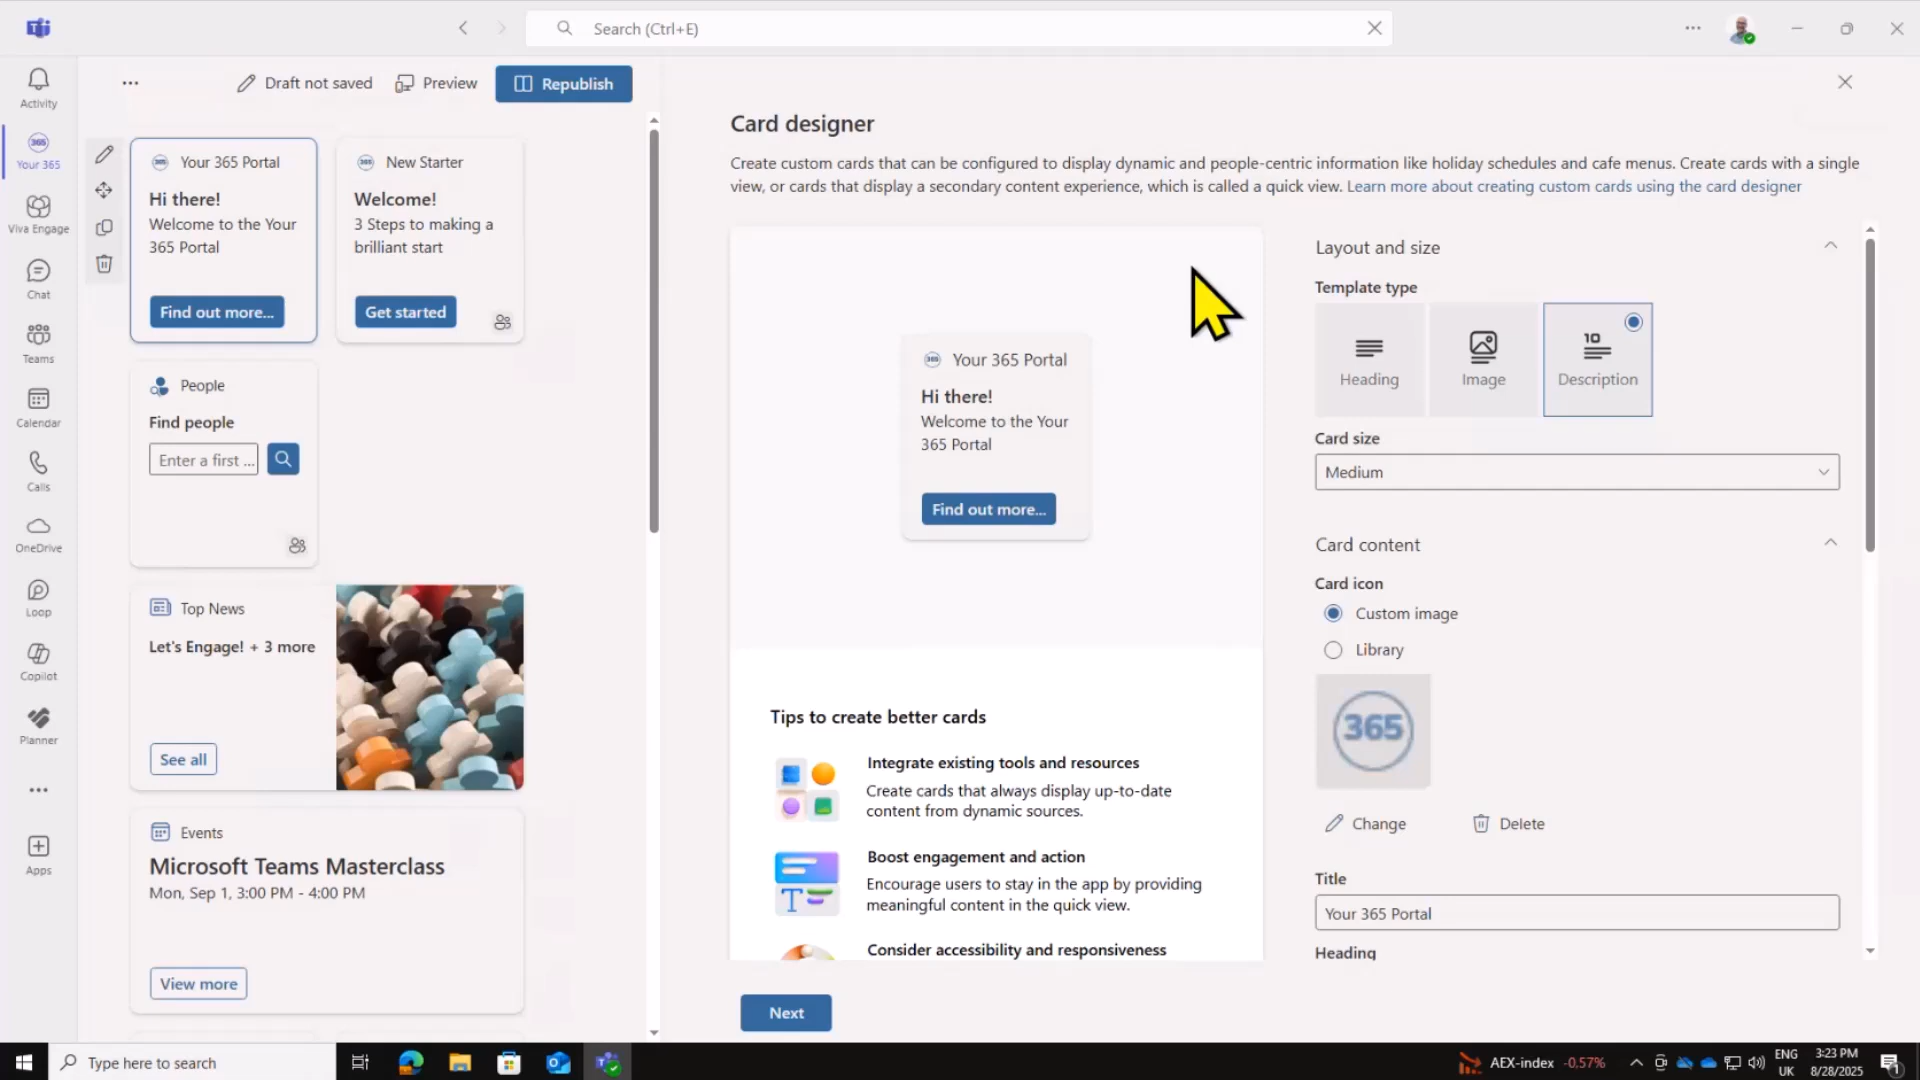 Search (Ctrl+E)
Activity
365
Your 365
Viva Engage
Chat
Teams
Calendar
Calls
OneDrive
Loop
Copilot
Planner
Apps
Draft not saved
Preview
Republish
Your 365 Portal
Hi there!
Welcome to the Your
365 Portal
Find out more...
New Starter
Welcome!
3 Steps to making a
brilliant start
Get started
People
Find people
Enter a first ...
Top News
Let's Engage! + 3 more
See all
Events
Microsoft Teams Masterclass
Mon, Sep 1, 3:00 PM - 4:00 PM
View more
Card designer
Create custom cards that can be configured to display dynamic and people-centric information like holiday schedules and cafe menus. Create cards with a single
view, or cards that display a secondary content experience, which is called a quick view. Learn more about creating custom cards using the card designer
Your 365 Portal
Hi there!
Welcome to the Your
365 Portal
Find out more...
Tips to create better cards
Integrate existing tools and resources
Create cards that always display up-to-date
content from dynamic sources.
Boost engagement and action
Encourage users to stay in the app by providing
meaningful content in the quick view.
Consider accessibility and responsiveness
Next
Layout and size
Template type
Heading
Image
10
Description
Card size
Medium
Card content
Card icon
Custom image
Library
365
Change
Delete
Title
Your 365 Portal
Heading
Type here to search
AEX-index -0,57%
ENG
UK
3:23 PM
8/28/2025
1